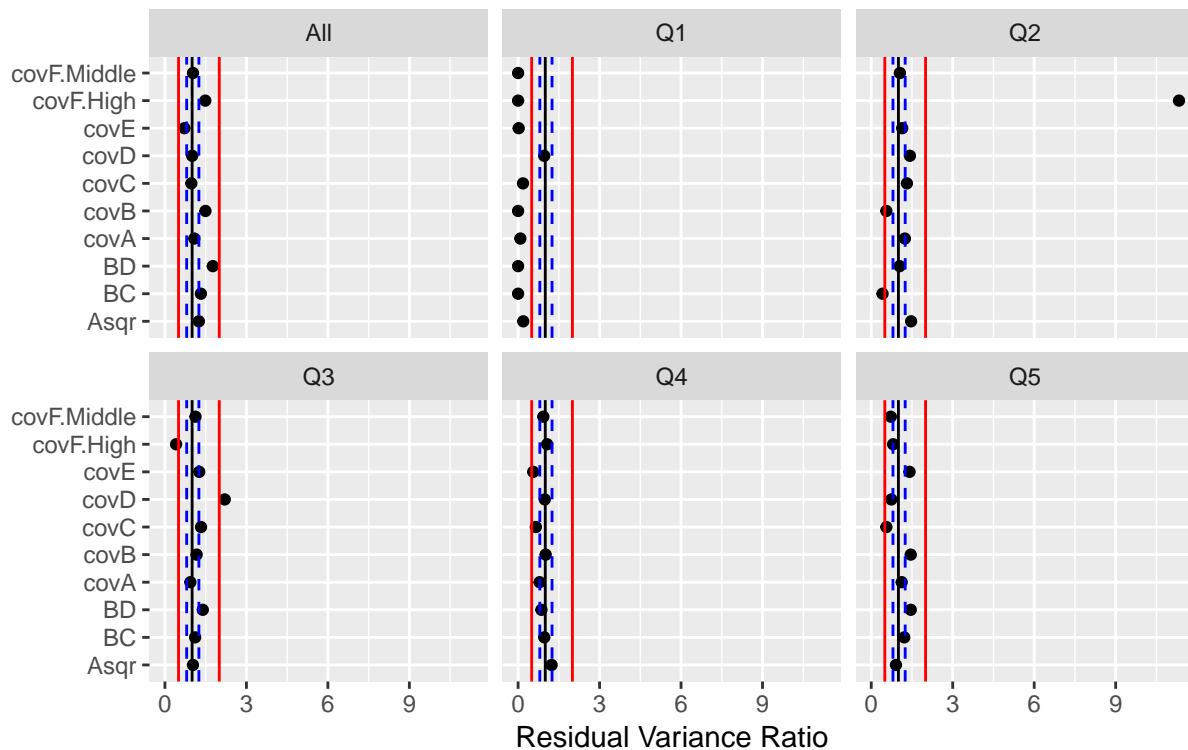 All Q1 Q2
covF.Middle
covF.High
covE
covD
covC
covB
covA
BD
BC
Asqr
Q3 Q4 Q5
covF.Middle
covF.High
covE
covD
covC
covB
covA
BD
BC
Asqr
0 3 6 9 0 3 6 9 0 3 6 9
Residual Variance Ratio